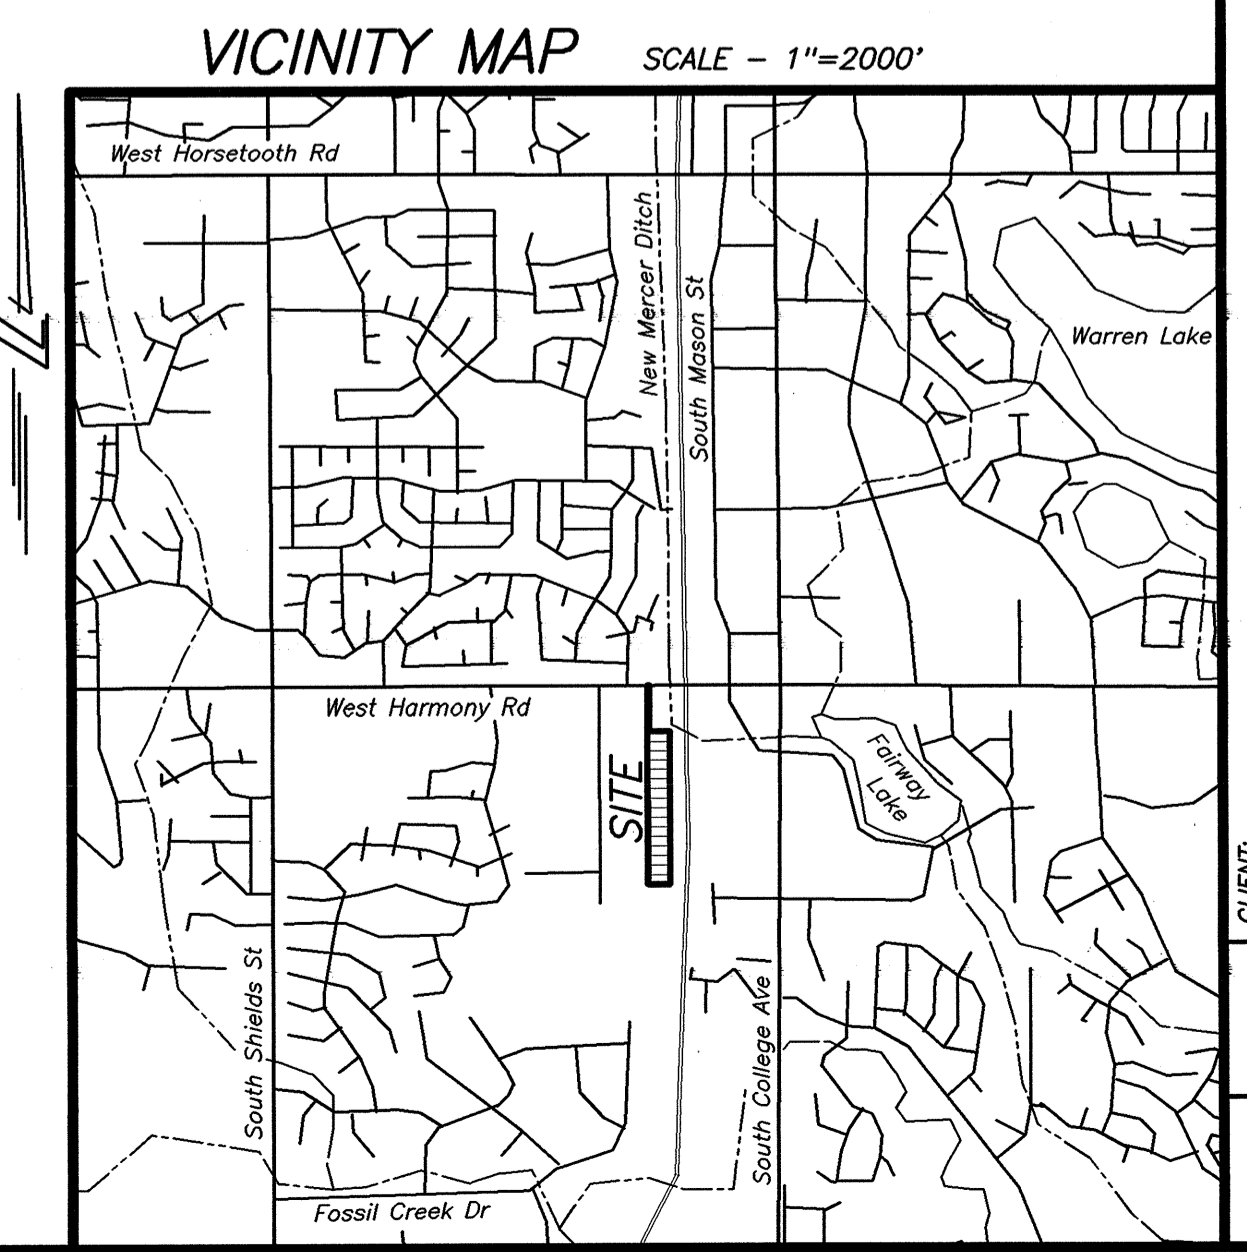 VICINITY MAP
SCALE - 1"=2000'
West Horsetooth Rd
New Mercer Ditch
South Mason St
Warren Lake
West Harmony Rd
SITE
Fairway
Lake
CLIENT:
South Shields St
South College Ave
Fossil Creek Dr